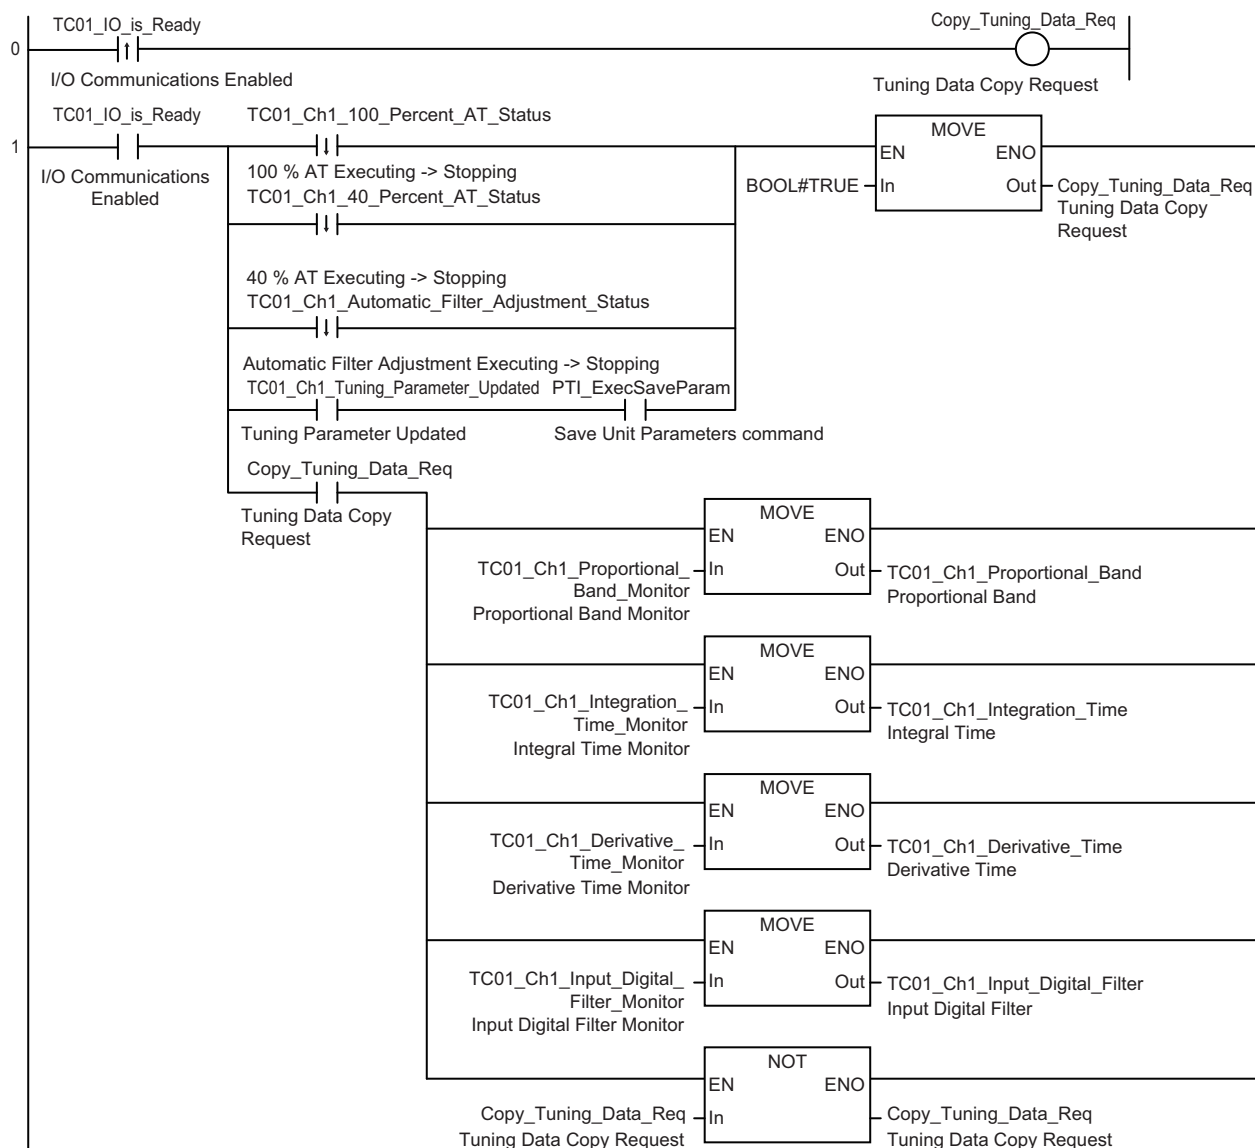 TC01_IO_is_Ready
Copy_Tuning_Data_Req
0
I/O Communications Enabled
Tuning Data Copy Request
TC01_IO_is_Ready
TC01_Ch1_100_Percent_AT_Status
1
MOVE
EN ENO
I/O Communications
Enabled
100 % AT Executing -> Stopping
TC01_Ch1_40_Percent_AT_Status
BOOL#TRUE In Out Copy_Tuning_Data_Req
Tuning Data Copy
Request
40 % AT Executing -> Stopping
TC01_Ch1_Automatic_Filter_Adjustment_Status
Automatic Filter Adjustment Executing -> Stopping
TC01_Ch1_Tuning_Parameter_Updated PTI_ExecSaveParam
Tuning Parameter Updated Save Unit Parameters command
Copy_Tuning_Data_Req
Tuning Data Copy
Request
MOVE
EN ENO
TC01_Ch1_Proportional_ In Out TC01_Ch1_Proportional_Band
Band_Monitor
Proportional Band
Proportional Band Monitor
MOVE
EN ENO
TC01_Ch1_Integration_ In Out TC01_Ch1_Integration_Time
Time_Monitor
Integral Time
Integral Time Monitor
MOVE
EN ENO
TC01_Ch1_Derivative_ In Out TC01_Ch1_Derivative_Time
Time_Monitor
Derivative Time
Derivative Time Monitor
MOVE
EN ENO
TC01_Ch1_Input_Digital_ In Out TC01_Ch1_Input_Digital_Filter
Filter_Monitor
Input Digital Filter
Input Digital Filter Monitor
NOT
EN ENO
Copy_Tuning_Data_Req In Copy_Tuning_Data_Req
Tuning Data Copy Request Tuning Data Copy Request